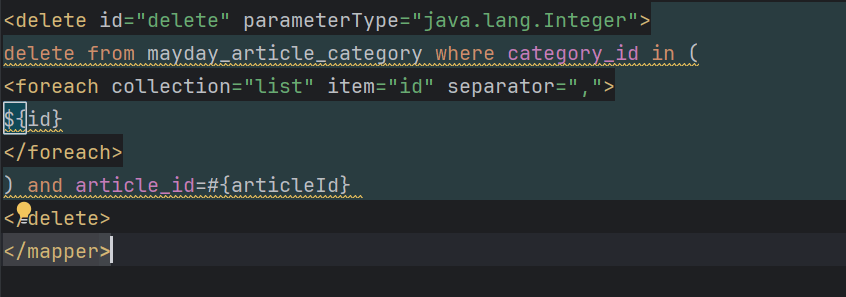 <delete id="delete" parameterType="java.lang.Integer">
delete from mayday_article_category where category_id in (
<foreach collection="list" item="id" separator=",">
${id}
</foreach>
) and article_id=#{articleId}
</delete>
</mapper>